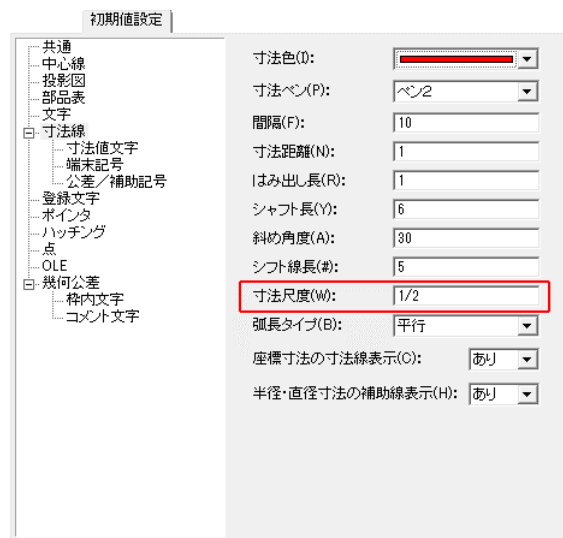 初期値設定
共通
中心線
投影図
部品表
文字
寸法線
寸法値文字
端末記号
公差／補助記号
登録文字
ポインタ
ハッチング
点
OLE
幾何公差
枠内文字
コメント文字
寸法色(I):
寸法ペン(P): ペン2
間隔(F): 10
寸法距離(N): 1
はみ出し長(R): 1
シャフト長(Y): 6
斜め角度(A): 30
シフト線長(#): 5
寸法尺度(W): 1/2
弧長タイプ(B): 平行
座標寸法の寸法線表示(C): あり
半径・直径寸法の補助線表示(H): あり